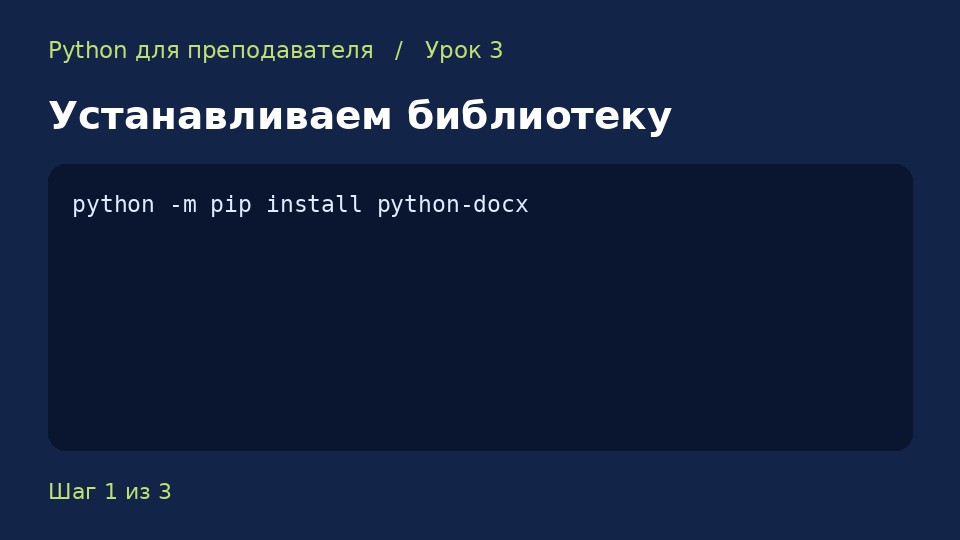 Python для преподавателя / Урок 3
Устанавливаем библиотеку
python -m pip install python-docx
Шаг 1 из 3